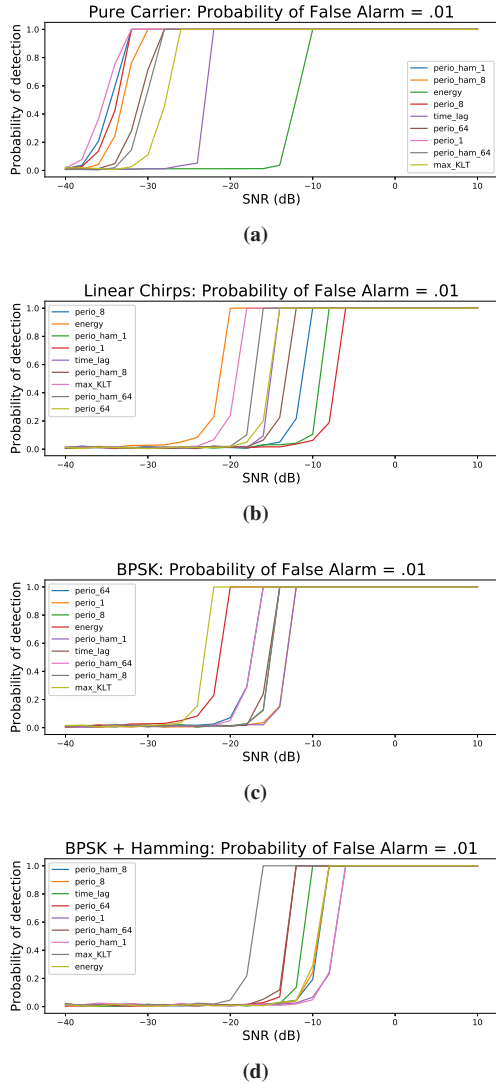 Pure Carrier: Probability of False Alarm = .01
Probability of detection
1.0
0.8
0.6
0.4
0.2
0.0
perio_ham_1
perio_ham_8
energy
perio_8
time_lag
perio_64
perio_1
perio_ham_64
max_KLT
−40
−30
−20
−10
0
10
SNR (dB)
(a)
Linear Chirps: Probability of False Alarm = .01
Probability of detection
1.0
0.8
0.6
0.4
0.2
0.0
perio_8
energy
perio_ham_1
perio_1
time_lag
perio_ham_8
max_KLT
perio_ham_64
perio_64
−40
−30
−20
−10
0
10
SNR (dB)
(b)
BPSK: Probability of False Alarm = .01
Probability of detection
1.0
0.8
0.6
0.4
0.2
0.0
perio_64
perio_1
perio_8
energy
perio_ham_1
time_lag
perio_ham_64
perio_ham_8
max_KLT
−40
−30
−20
−10
0
10
SNR (dB)
(c)
BPSK + Hamming: Probability of False Alarm = .01
Probability of detection
1.0
0.8
0.6
0.4
0.2
0.0
perio_ham_8
perio_8
time_lag
perio_64
perio_1
perio_ham_64
perio_ham_1
max_KLT
energy
−40
−30
−20
−10
0
10
SNR (dB)
(d)